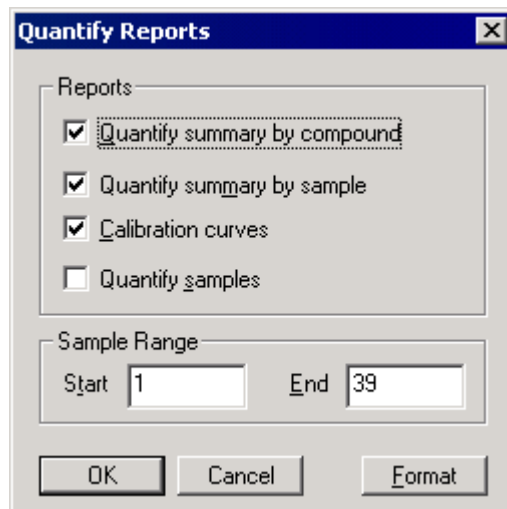 Quantify Reports
Reports
Quantify summary by compound
Quantify summary by sample
Calibration curves
Quantify samples
Sample Range
Start 1 End 39
OK Cancel Format